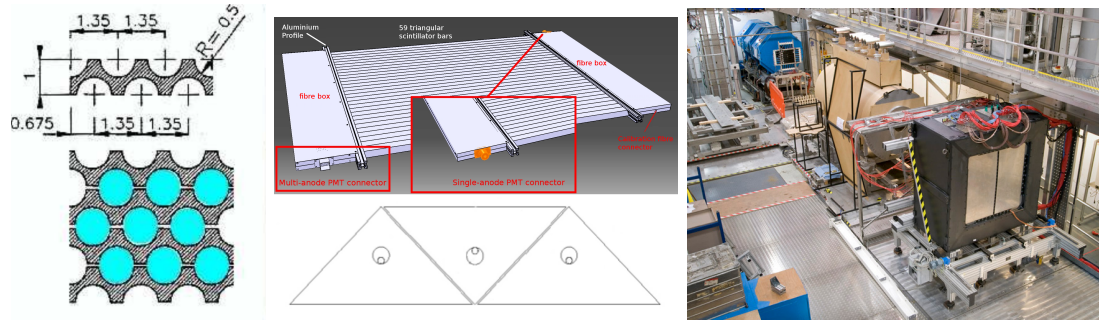 1.35 1.35
R= 0.5
1
0.675 1.35 1.35
Aluminium
Profile
59 triangular
scintillator bars
fibre box
fibre box
connector
Multi-anode PMT connector
Single-anode PMT connector